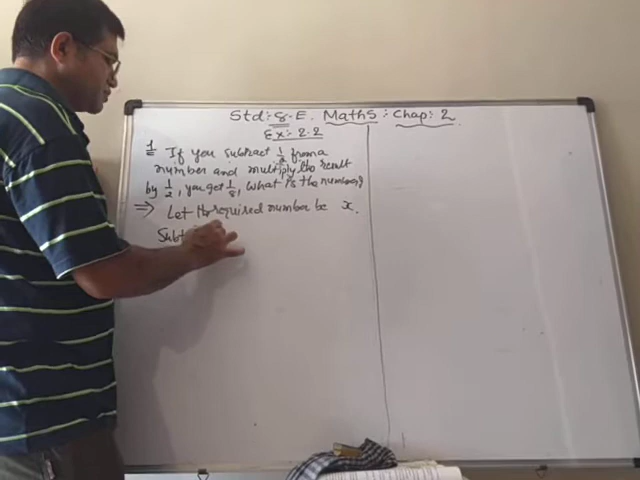 Std: 8-E. Maths: Chap: 2
Ex:- 2.2
1 If you subtract 1/2 from a
number and multiply the result
by 1/2, you get 1/8, what is the number?
⇒ Let the required number be x.
Subt